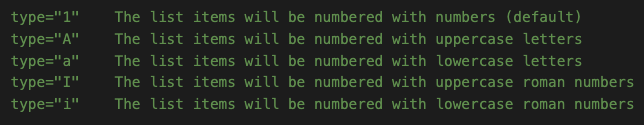 type="1"    The list items will be numbered with numbers (default)
type="A"    The list items will be numbered with uppercase letters
type="a"    The list items will be numbered with lowercase letters
type="I"    The list items will be numbered with uppercase roman numbers
type="i"    The list items will be numbered with lowercase roman numbers